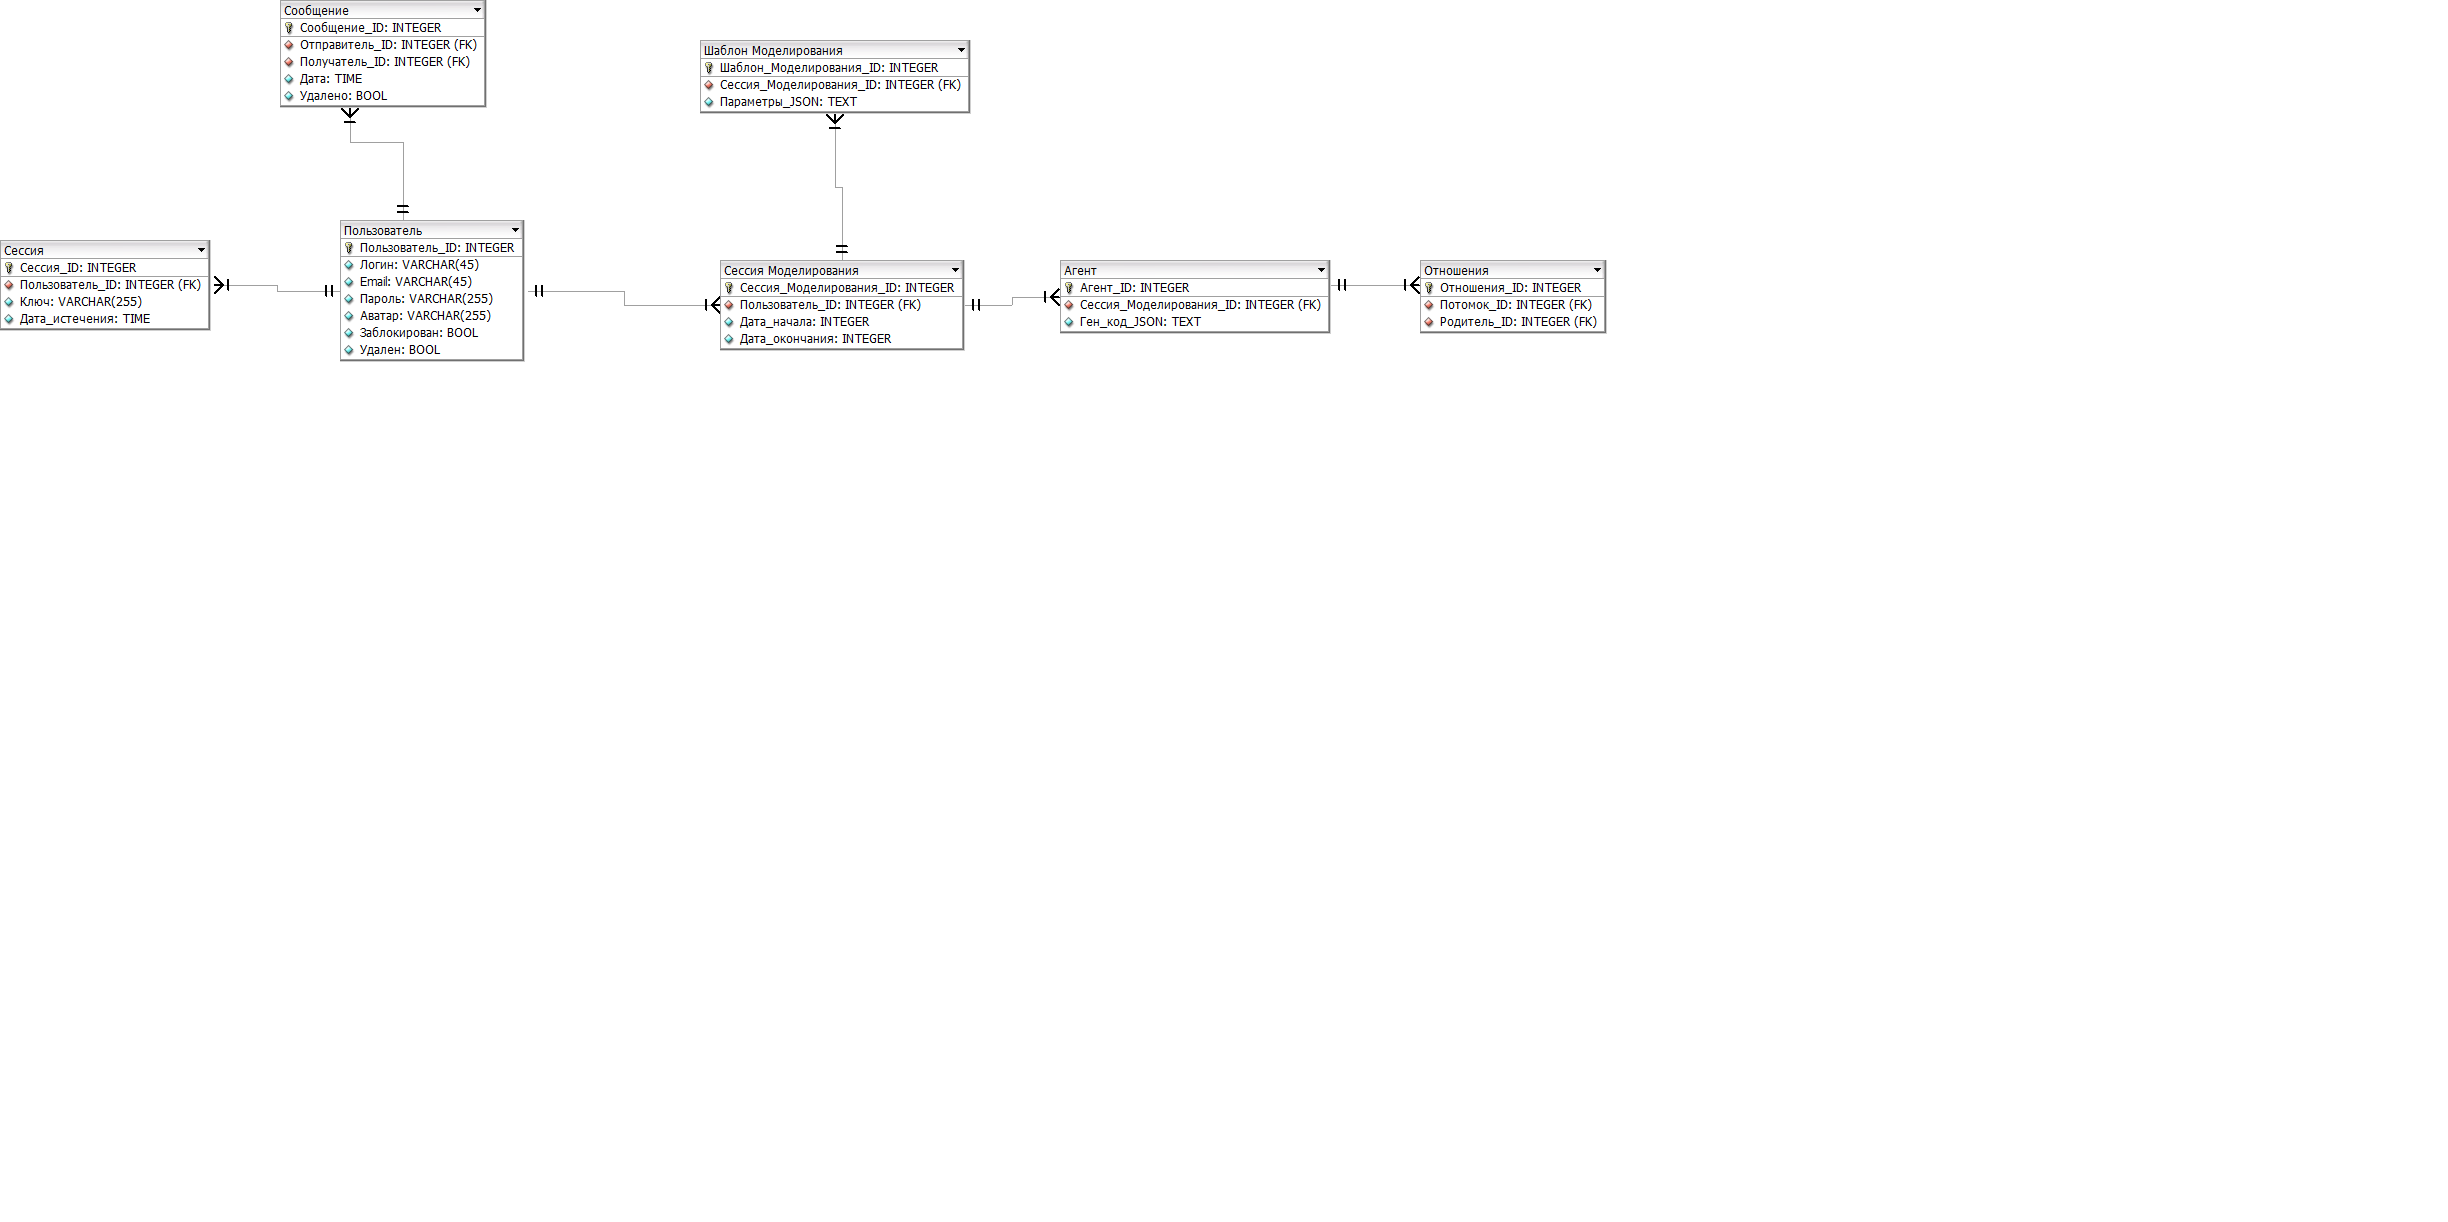 Сообщение
Сообщение_ID: INTEGER
Отправитель_ID: INTEGER (FK)
Получатель_ID: INTEGER (FK)
Дата: TIME
Удалено: BOOL
Шаблон Моделирования
Шаблон_Моделирования_ID: INTEGER
Сессия_Моделирования_ID: INTEGER (FK)
Параметры_JSON: TEXT
Сессия
Сессия_ID: INTEGER
Пользователь_ID: INTEGER (FK)
Ключ: VARCHAR(255)
Дата_истечения: TIME
Пользователь
Пользователь_ID: INTEGER
Логин: VARCHAR(45)
Email: VARCHAR(45)
Пароль: VARCHAR(255)
Аватар: VARCHAR(255)
Заблокирован: BOOL
Удален: BOOL
Сессия Моделирования
Сессия_Моделирования_ID: INTEGER
Пользователь_ID: INTEGER (FK)
Дата_начала: INTEGER
Дата_окончания: INTEGER
Агент
Агент_ID: INTEGER
Сессия_Моделирования_ID: INTEGER (FK)
Ген_код_JSON: TEXT
Отношения
Отношения_ID: INTEGER
Потомок_ID: INTEGER (FK)
Родитель_ID: INTEGER (FK)